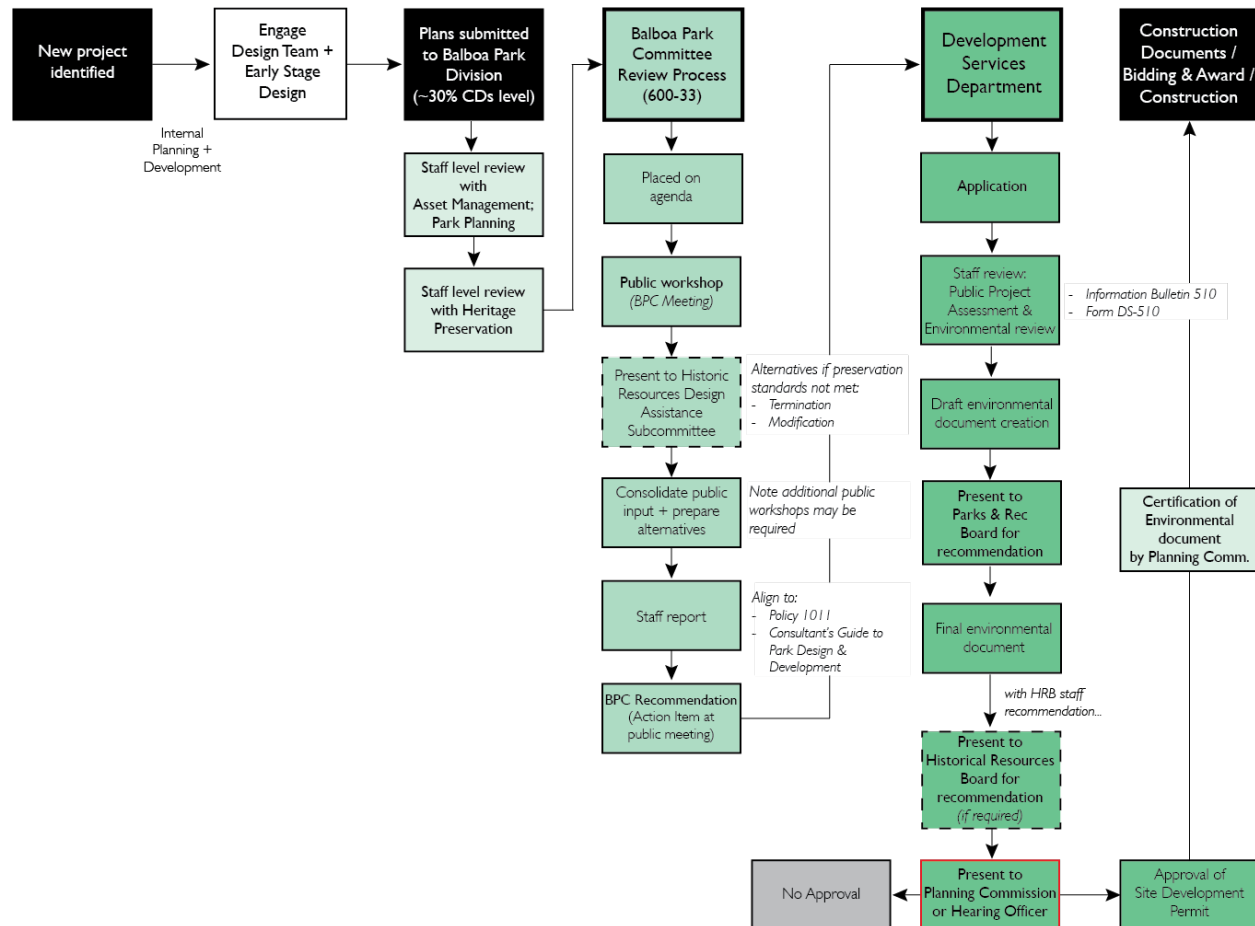 New project
identified
Internal
Planning +
Development
Engage
Design Team +
Early Stage
Design
Plans submitted
to Balboa Park
Division
(~30% CDs level)
Staff level review
with
Asset Management;
Park Planning
Staff level review
with Heritage
Preservation
Balboa Park
Committee
Review Process
(600-33)
Placed on
agenda
Public workshop
(BPC Meeting)
Present to Historic
Resources Design
Assistance
Subcommittee
Alternatives if preservation
standards not met:
- Termination
- Modification
Consolidate public
input + prepare
alternatives
Note additional public
workshops may be
required
Staff report
Align to:
- Policy 1011
- Consultant's Guide to
Park Design &
Development
BPC Recommendation
(Action Item at
public meeting)
Development
Services
Department
Application
Staff review:
Public Project
Assessment &
Environmental review
- Information Bulletin 510
- Form DS-510
Draft environmental
document creation
Present to
Parks & Rec
Board for
recommendation
Final environmental
document
with HRB staff
recommendation...
Present to
Historical Resources
Board for
recommendation
(if required)
Present to
Planning Commission
or Hearing Officer
No Approval
Approval of
Site Development
Permit
Certification of
Environmental
document
by Planning Comm.
Construction
Documents /
Bidding & Award /
Construction